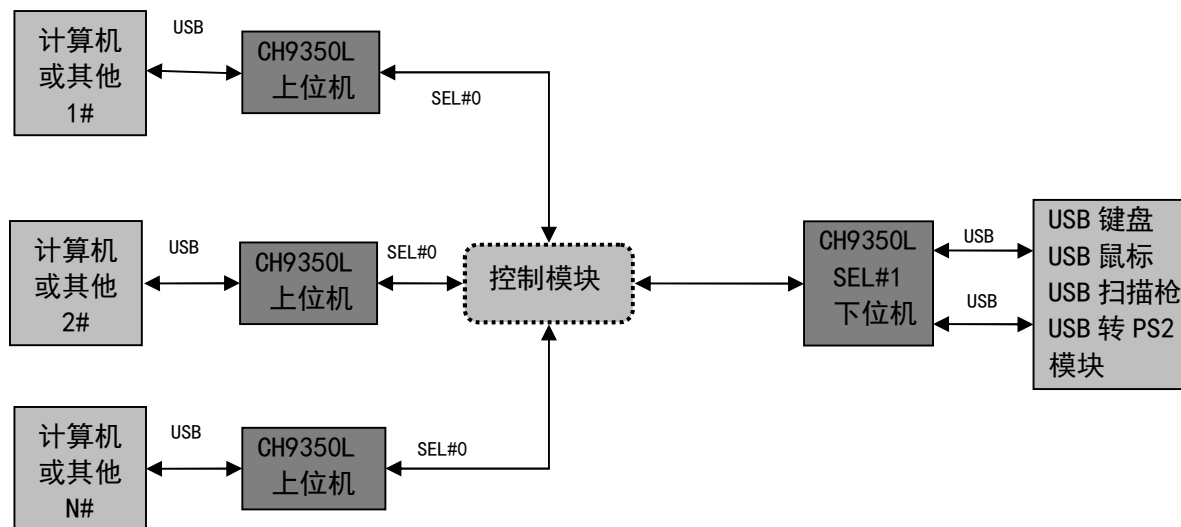 计算机
或其他
1#
USB
CH9350L
上位机
SEL#0
计算机
或其他
2#
USB
CH9350L
上位机
SEL#0
控制模块
CH9350L
SEL#1
下位机
USB
USB
USB 键盘
USB 鼠标
USB 扫描枪
USB 转 PS2
模块
计算机
或其他
N#
USB
CH9350L
上位机
SEL#0